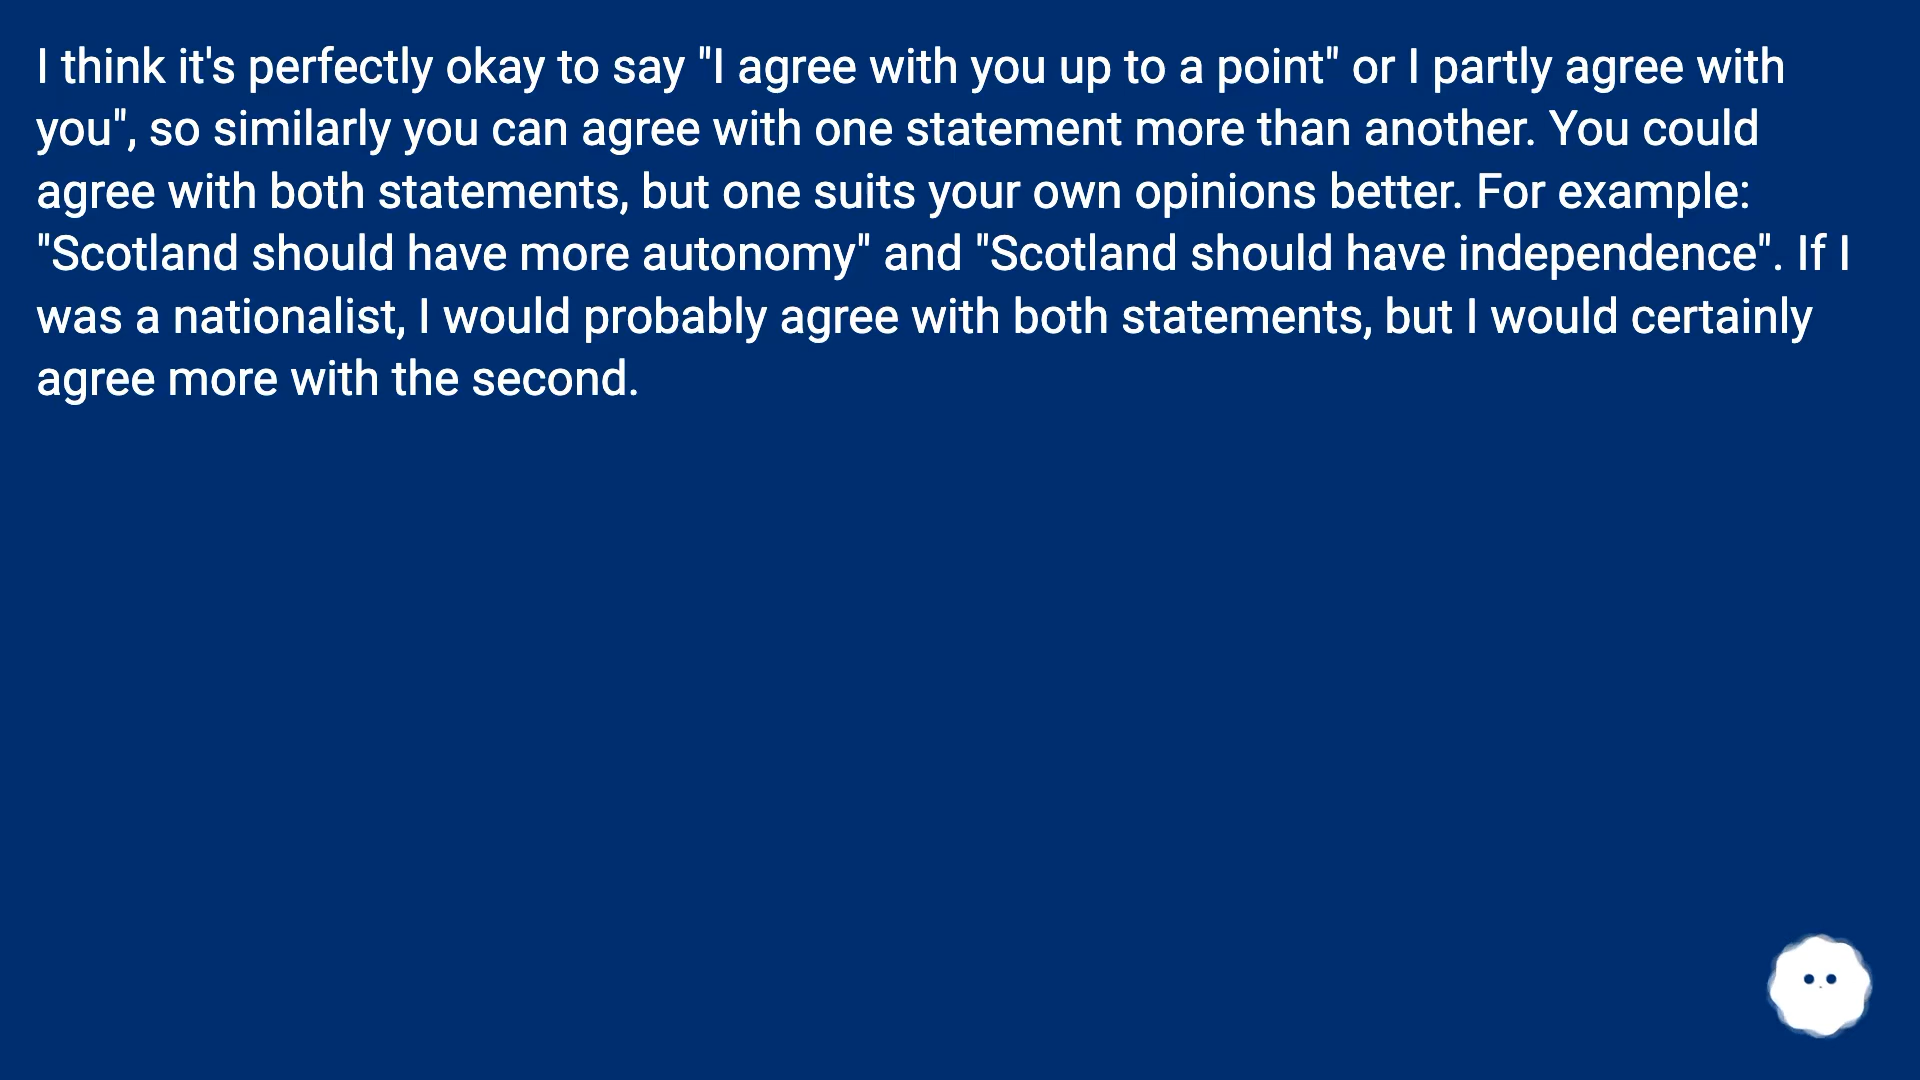 I think it's perfectly okay to say "I agree with you up to a point" or I partly agree with
you", so similarly you can agree with one statement more than another. You could
agree with both statements, but one suits your own opinions better. For example:
"Scotland should have more autonomy" and "Scotland should have independence". If I
was a nationalist, I would probably agree with both statements, but I would certainly
agree more with the second.